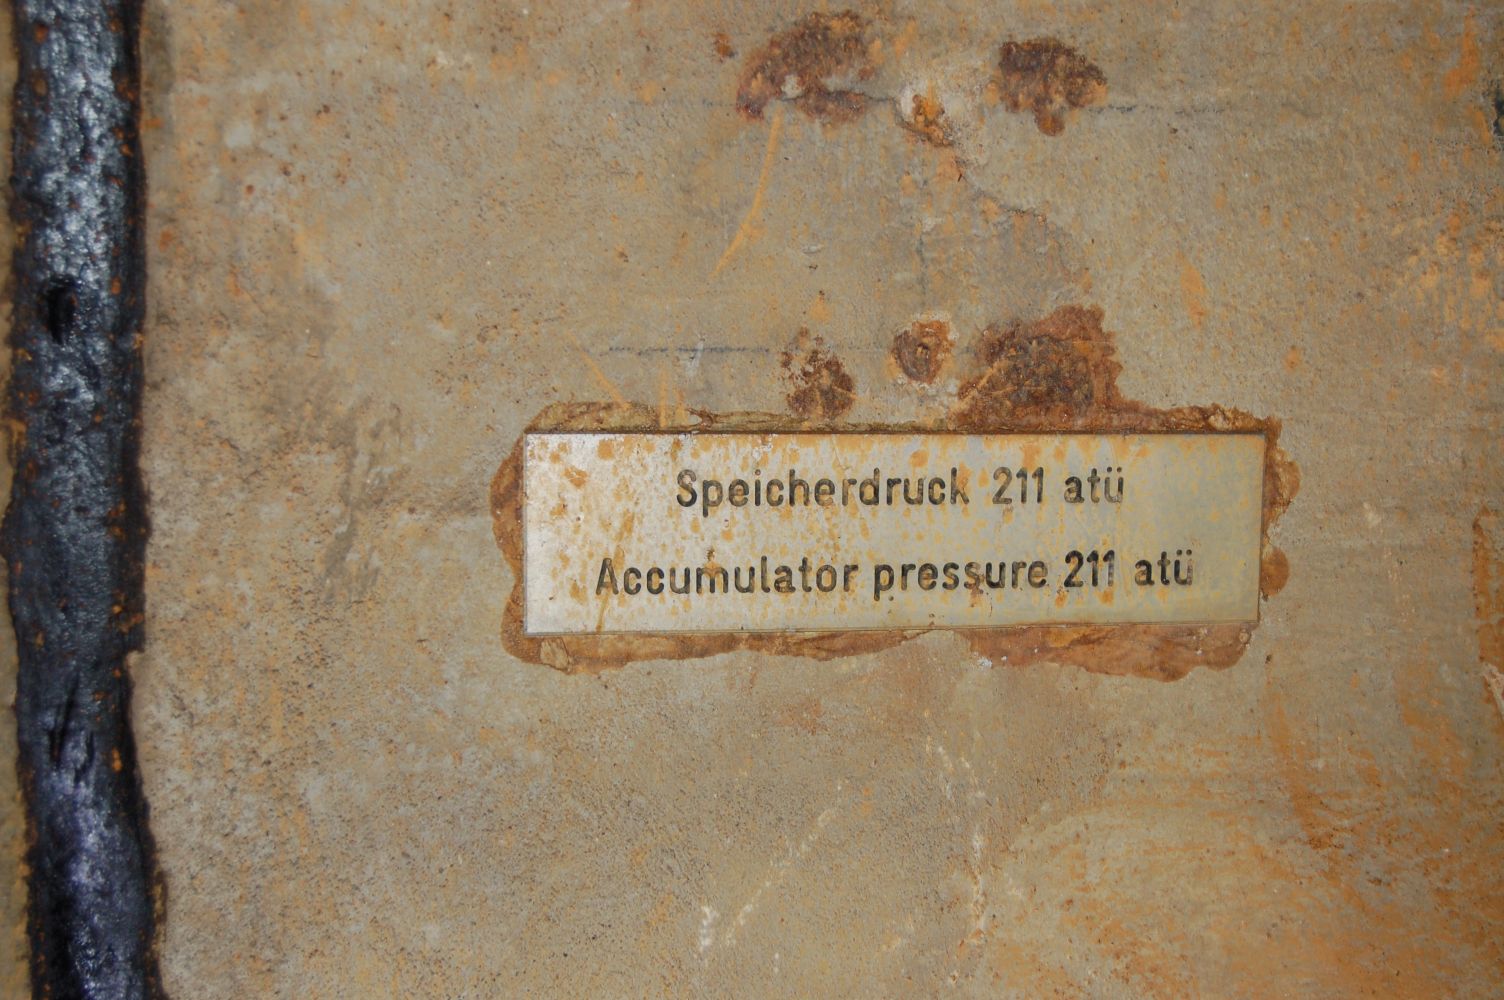 Speicherdruck 211 atü
Accumulator pressure 211 atü